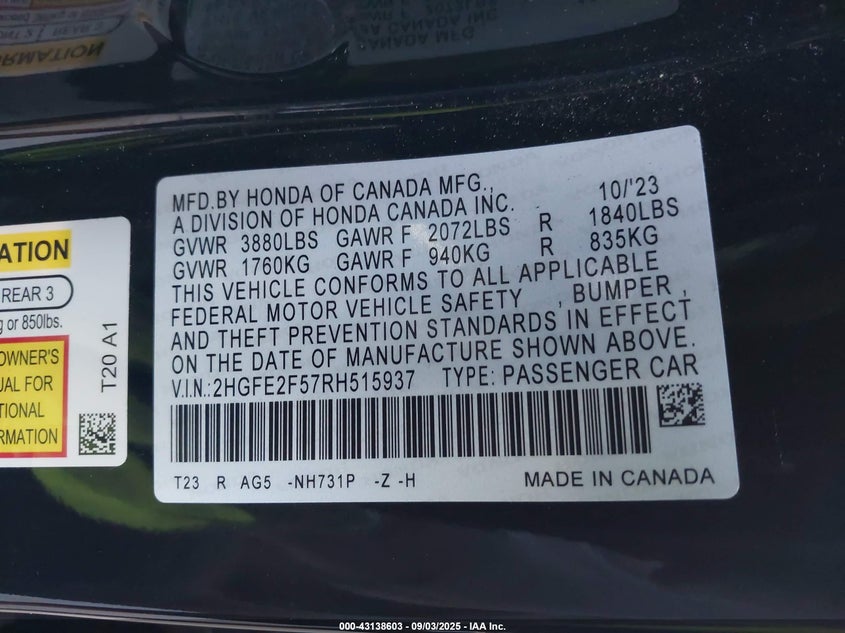 MFD.BY HONDA OF CANADA MFG., 10/'23
A DIVISION OF HONDA CANADA INC.
GVWR 3880LBS GAWR F 2072LBS R 1840LBS
GVWR 1760KG GAWR F 940KG R 835KG
THIS VEHICLE CONFORMS TO ALL APPLICABLE
FEDERAL MOTOR VEHICLE SAFETY , BUMPER ,
AND THEFT PREVENTION STANDARDS IN EFFECT
ON THE DATE OF MANUFACTURE SHOWN ABOVE.
V.I.N.: 2HGFE2F57RH515937 TYPE: PASSENGER CAR
T23 R AG5 -NH731P -Z -H MADE IN CANADA
ATION
REAR 3
g or 850lbs.
OWNER'S
UAL FOR
TIONAL
RMATION
T20 A1
000-43138603 - 09/03/2025 - IAA Inc.